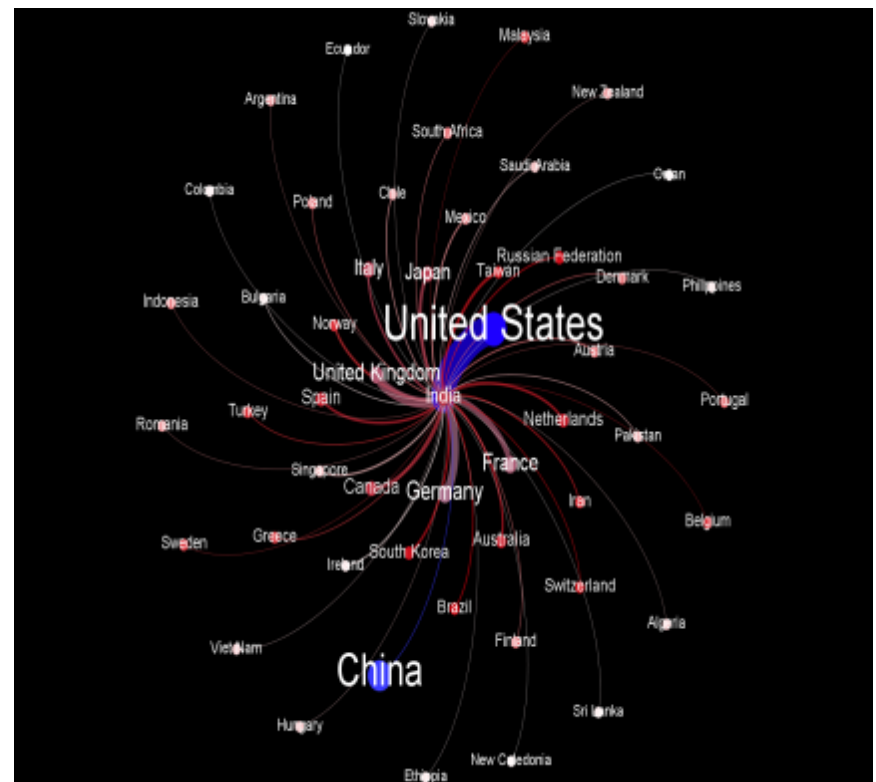 Slovakia
Malaysia
Ecuador
New Zealand
Argentina
South Africa
Saudi Arabia
Oman
Colombia
Chile
Poland
Mexico
Russian Federation
Italy
Japan
Taiwan
Denmark
Philippines
Bulgaria
Indonesia
Norway
United States
Austria
United Kingdom
India
Spain
Portugal
Turkey
Netherlands
Romania
Pakistan
Singapore
France
Canada
Germany
Iran
Belgium
Greece
Australia
Sweden
South Korea
Ireland
Switzerland
Brazil
Algeria
Finland
Viet Nam
China
Sri Lanka
Hungary
New Caledonia
Ethiopia